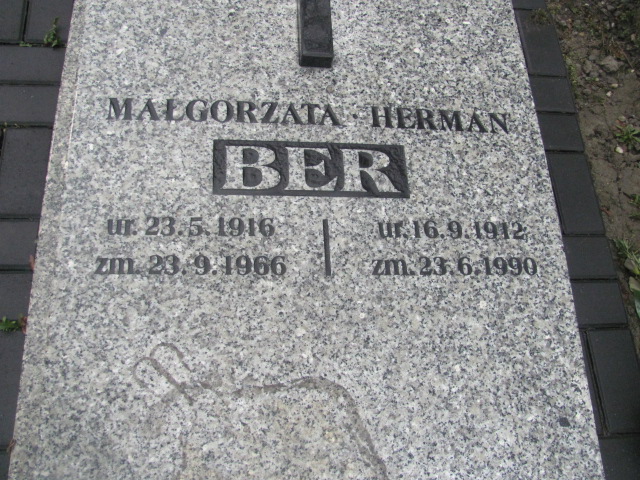 MAŁGORZATA · HERMAN
BER
ur. 23.5.1916 ur. 16.9.1912
zm. 23.9.1966 zm. 23.6.1990